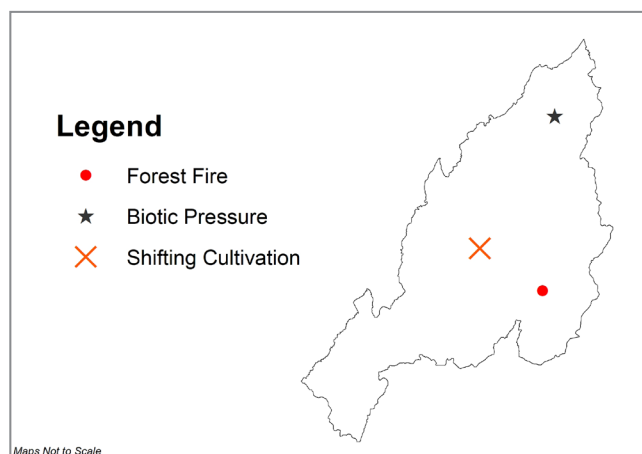 Legend
Forest Fire
Biotic Pressure
Shifting Cultivation
Maps Not to Scale